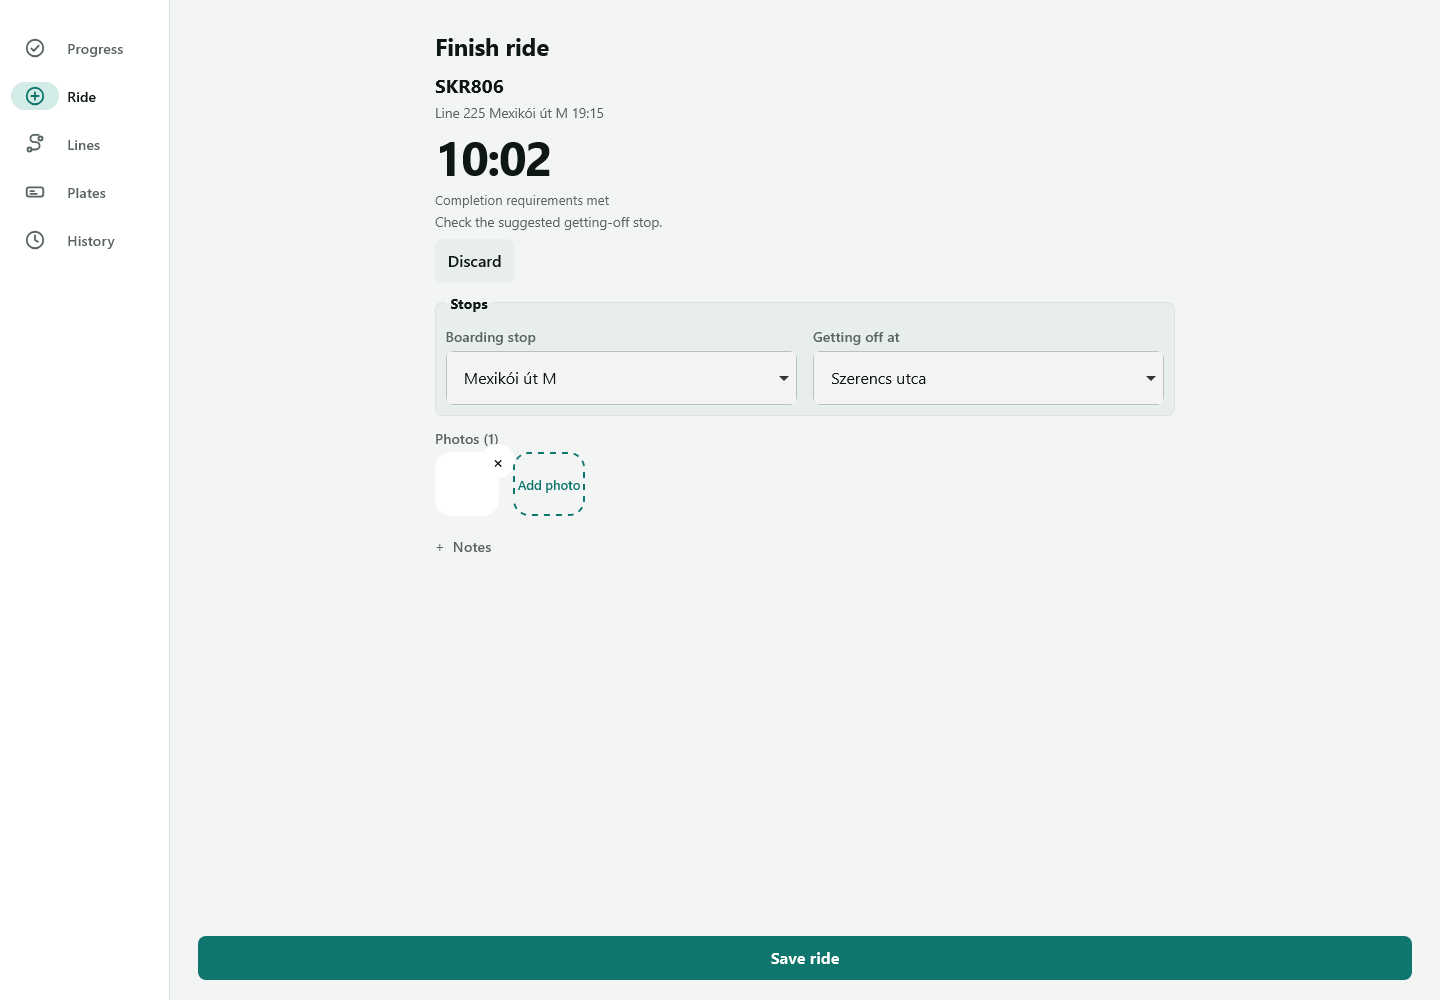 Progress
Ride
Lines
Plates
History
Finish ride
SKR806
Line 225 Mexikói út M 19:15
10:02
Completion requirements met
Check the suggested getting-off stop.
Discard
Stops
Boarding stop
Mexikói út M
Getting off at
Szerencs utca
Photos (1)
×
Add photo
+ Notes
Save ride